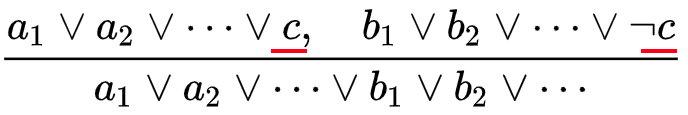 a₁ ∨ a₂ ∨ ⋯ ∨ c, b₁ ∨ b₂ ∨ ⋯ ∨ ¬c
a₁ ∨ a₂ ∨ ⋯ ∨ b₁ ∨ b₂ ∨ ⋯